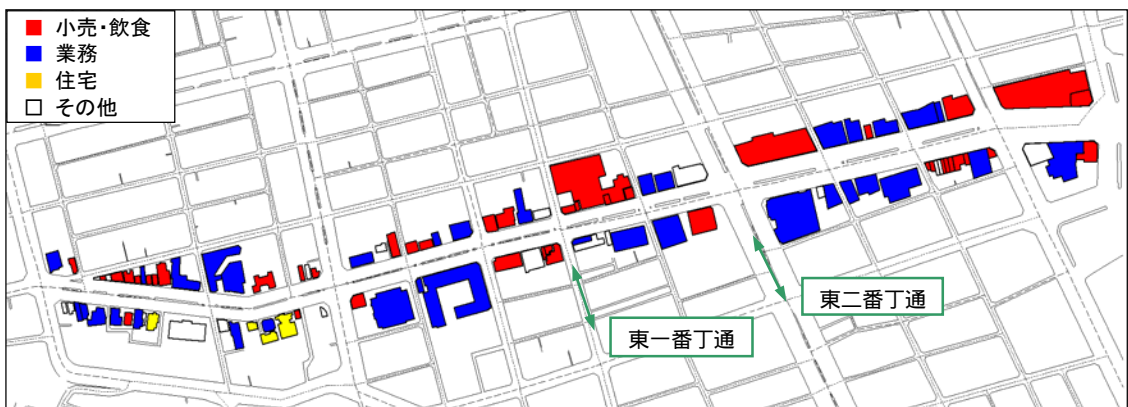 小売・飲食
業務
住宅
その他
東二番丁通
東一番丁通